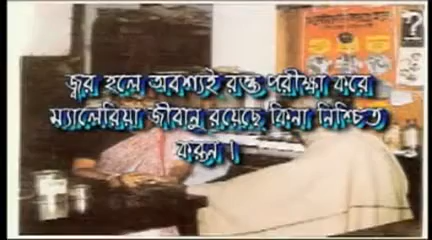 জ্বর হলে অবশ্যই রক্ত পরীক্ষা করে
ম্যালেরিয়া জীবানু রয়েছে কিনা নিশ্চিত
করুন ।
?